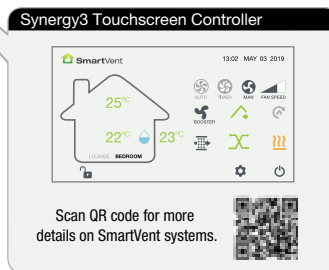 Synergy3 Touchscreen Controller
SmartVent
13:02 MAY 03 2019
25°C
AUTO TIMER MAN FAN SPEED
BOOSTER
22°C 23°C
LOUNGE BEDROOM
Scan QR code for more
details on SmartVent systems.